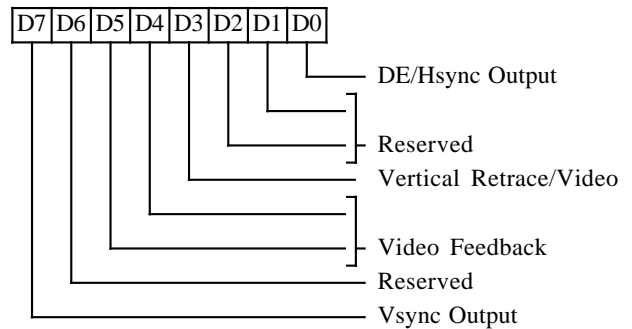 D7 D6 D5 D4 D3 D2 D1 D0
DE/Hsync Output
Reserved
Vertical Retrace/Video
Video Feedback
Reserved
Vsync Output